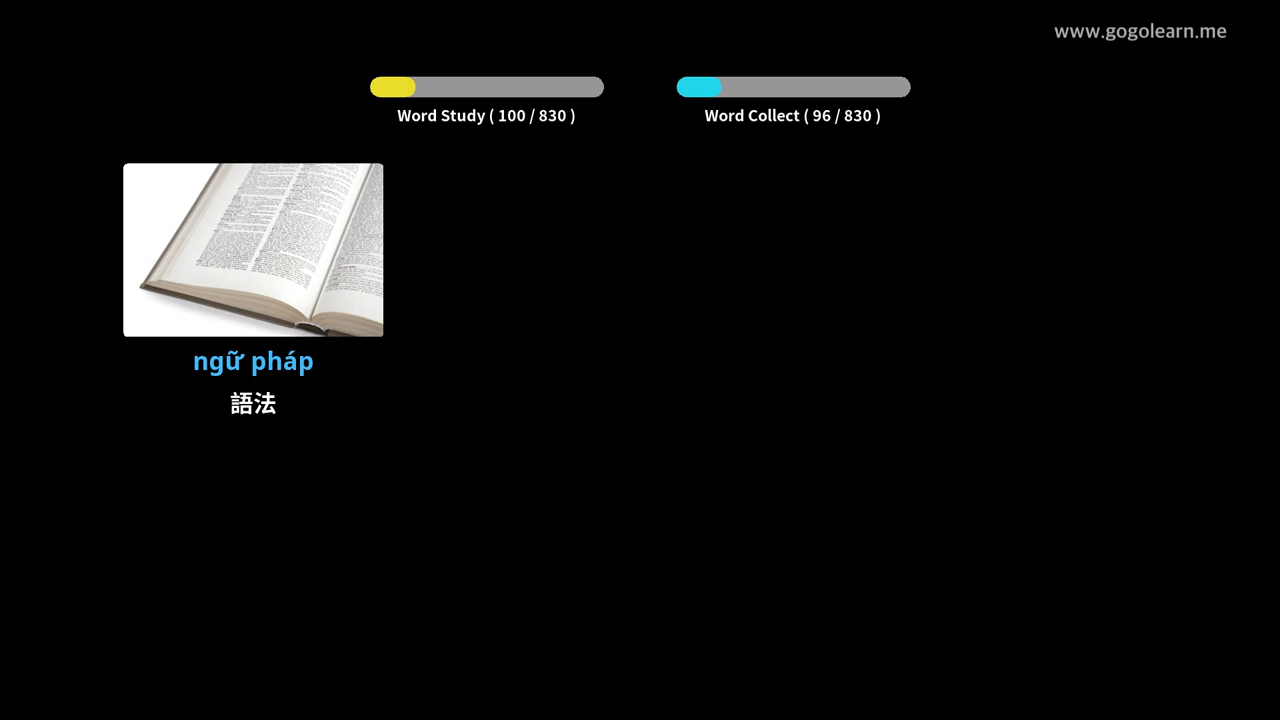 www.gogolearn.me
Word Study ( 100 / 830 )
Word Collect ( 96 / 830 )
ngữ pháp
語法